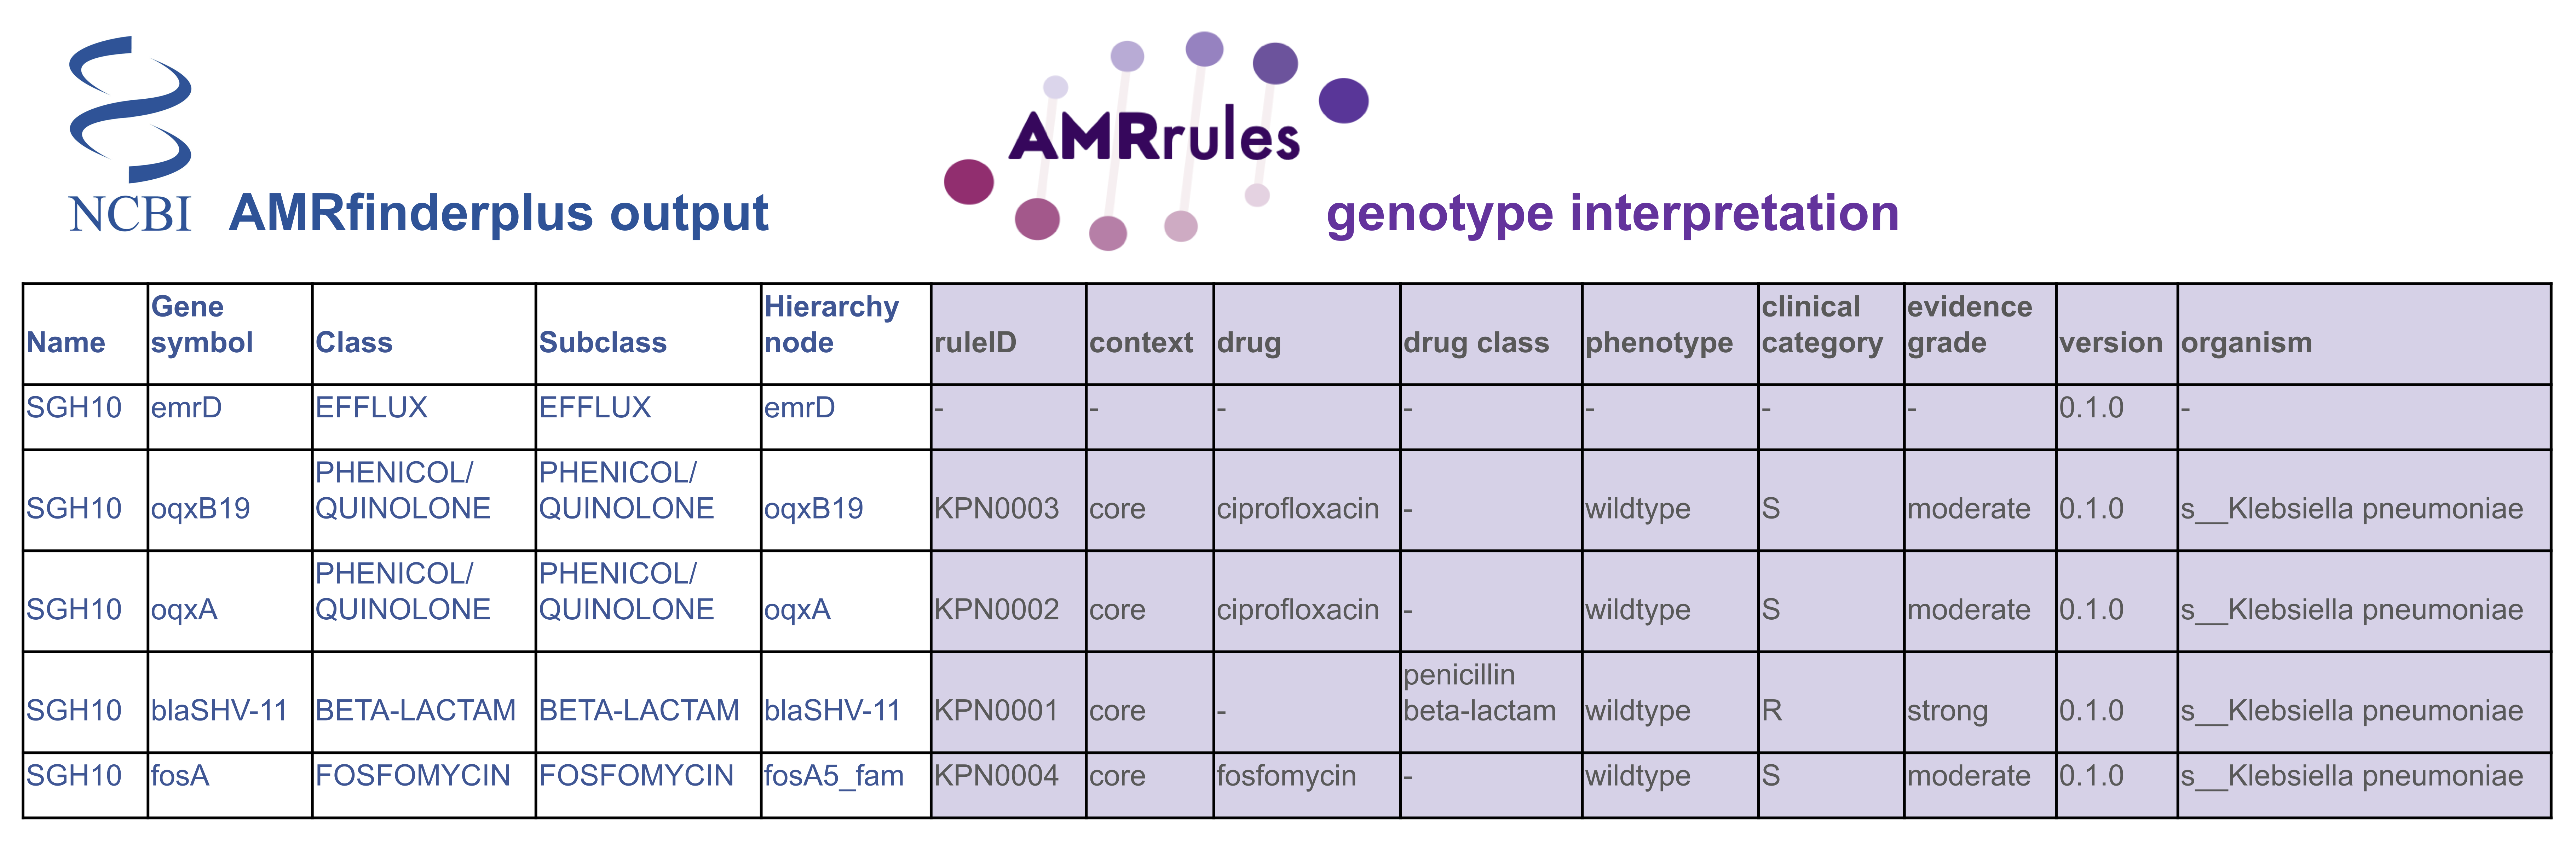 AMRrules
NCBI AMRfinderplus output
genotype interpretation
Name Gene symbol Class Subclass Hierarchy node ruleID context drug drug class phenotype clinical category evidence grade version organism
SGH10 emrD EFFLUX EFFLUX emrD - - - - - - - 0.1.0 -
SGH10 oqxB19 PHENICOL/ QUINOLONE PHENICOL/ QUINOLONE oqxB19 KPN0003 core ciprofloxacin - wildtype S moderate 0.1.0 s__Klebsiella pneumoniae
SGH10 oqxA PHENICOL/ QUINOLONE PHENICOL/ QUINOLONE oqxA KPN0002 core ciprofloxacin - wildtype S moderate 0.1.0 s__Klebsiella pneumoniae
SGH10 blaSHV-11 BETA-LACTAM BETA-LACTAM blaSHV-11 KPN0001 core - penicillin beta-lactam wildtype R strong 0.1.0 s__Klebsiella pneumoniae
SGH10 fosA FOSFOMYCIN FOSFOMYCIN fosA5_fam KPN0004 core fosfomycin - wildtype S moderate 0.1.0 s__Klebsiella pneumoniae